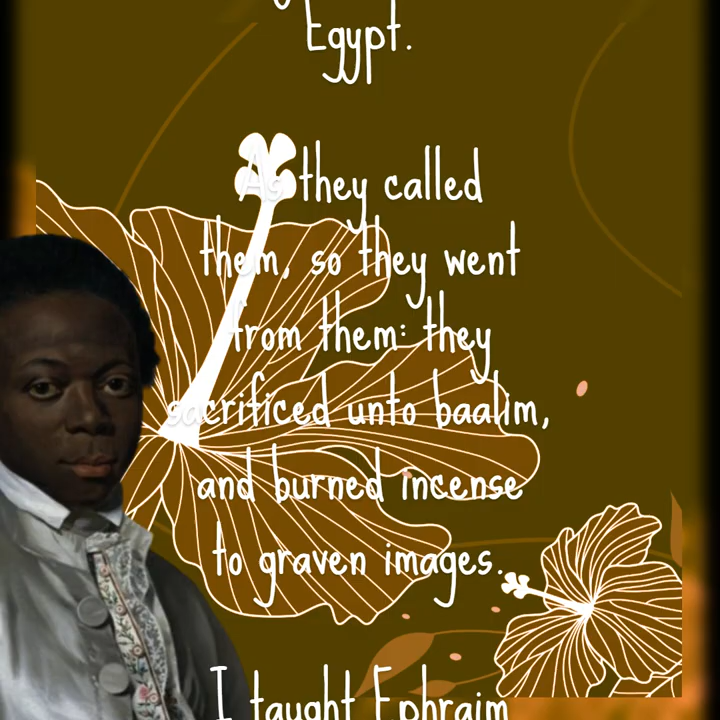 Egypt.
As they called
them, so they went
from them: they
sacrificed unto baalim,
and burned incense
to graven images.
I taught Ephraim